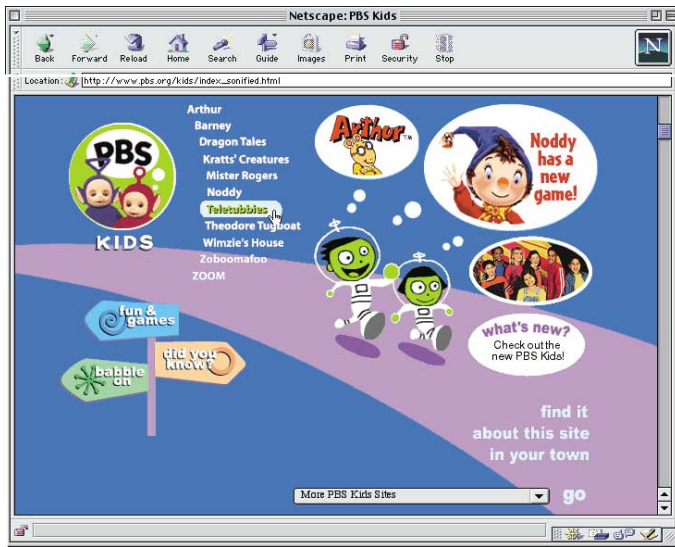 Netscape: PBS Kids
Back Forward Reload Home Search Guide Images Print Security Stop
N
Location: http://www.pbs.org/kids/index_sonified.html
PBS
KIDS
Arthur
Barney
Dragon Tales
Kratts' Creatures
Mister Rogers
Noddy
Teletubbies
Theodore Tugboat
Wimzie's House
Zoboomafoo
ZOOM
Arthur
Noddy
has a
new
game!
what's new?
Check out the
new PBS Kids!
fun &
games
did you
know?
babble
on
find it
about this site
in your town
More PBS Kids Sites
go